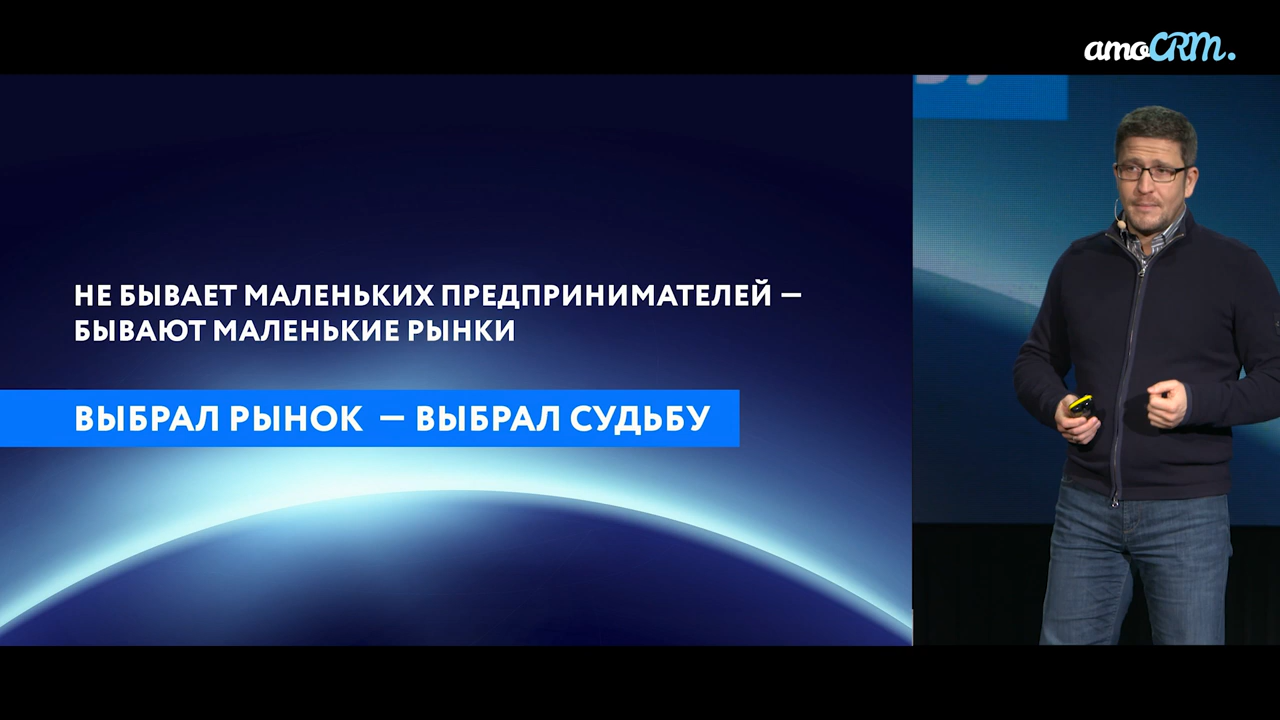 amoCRM.
НЕ БЫВАЕТ МАЛЕНЬКИХ ПРЕДПРИНИМАТЕЛЕЙ —
БЫВАЮТ МАЛЕНЬКИЕ РЫНКИ
ВЫБРАЛ РЫНОК — ВЫБРАЛ СУДЬБУ